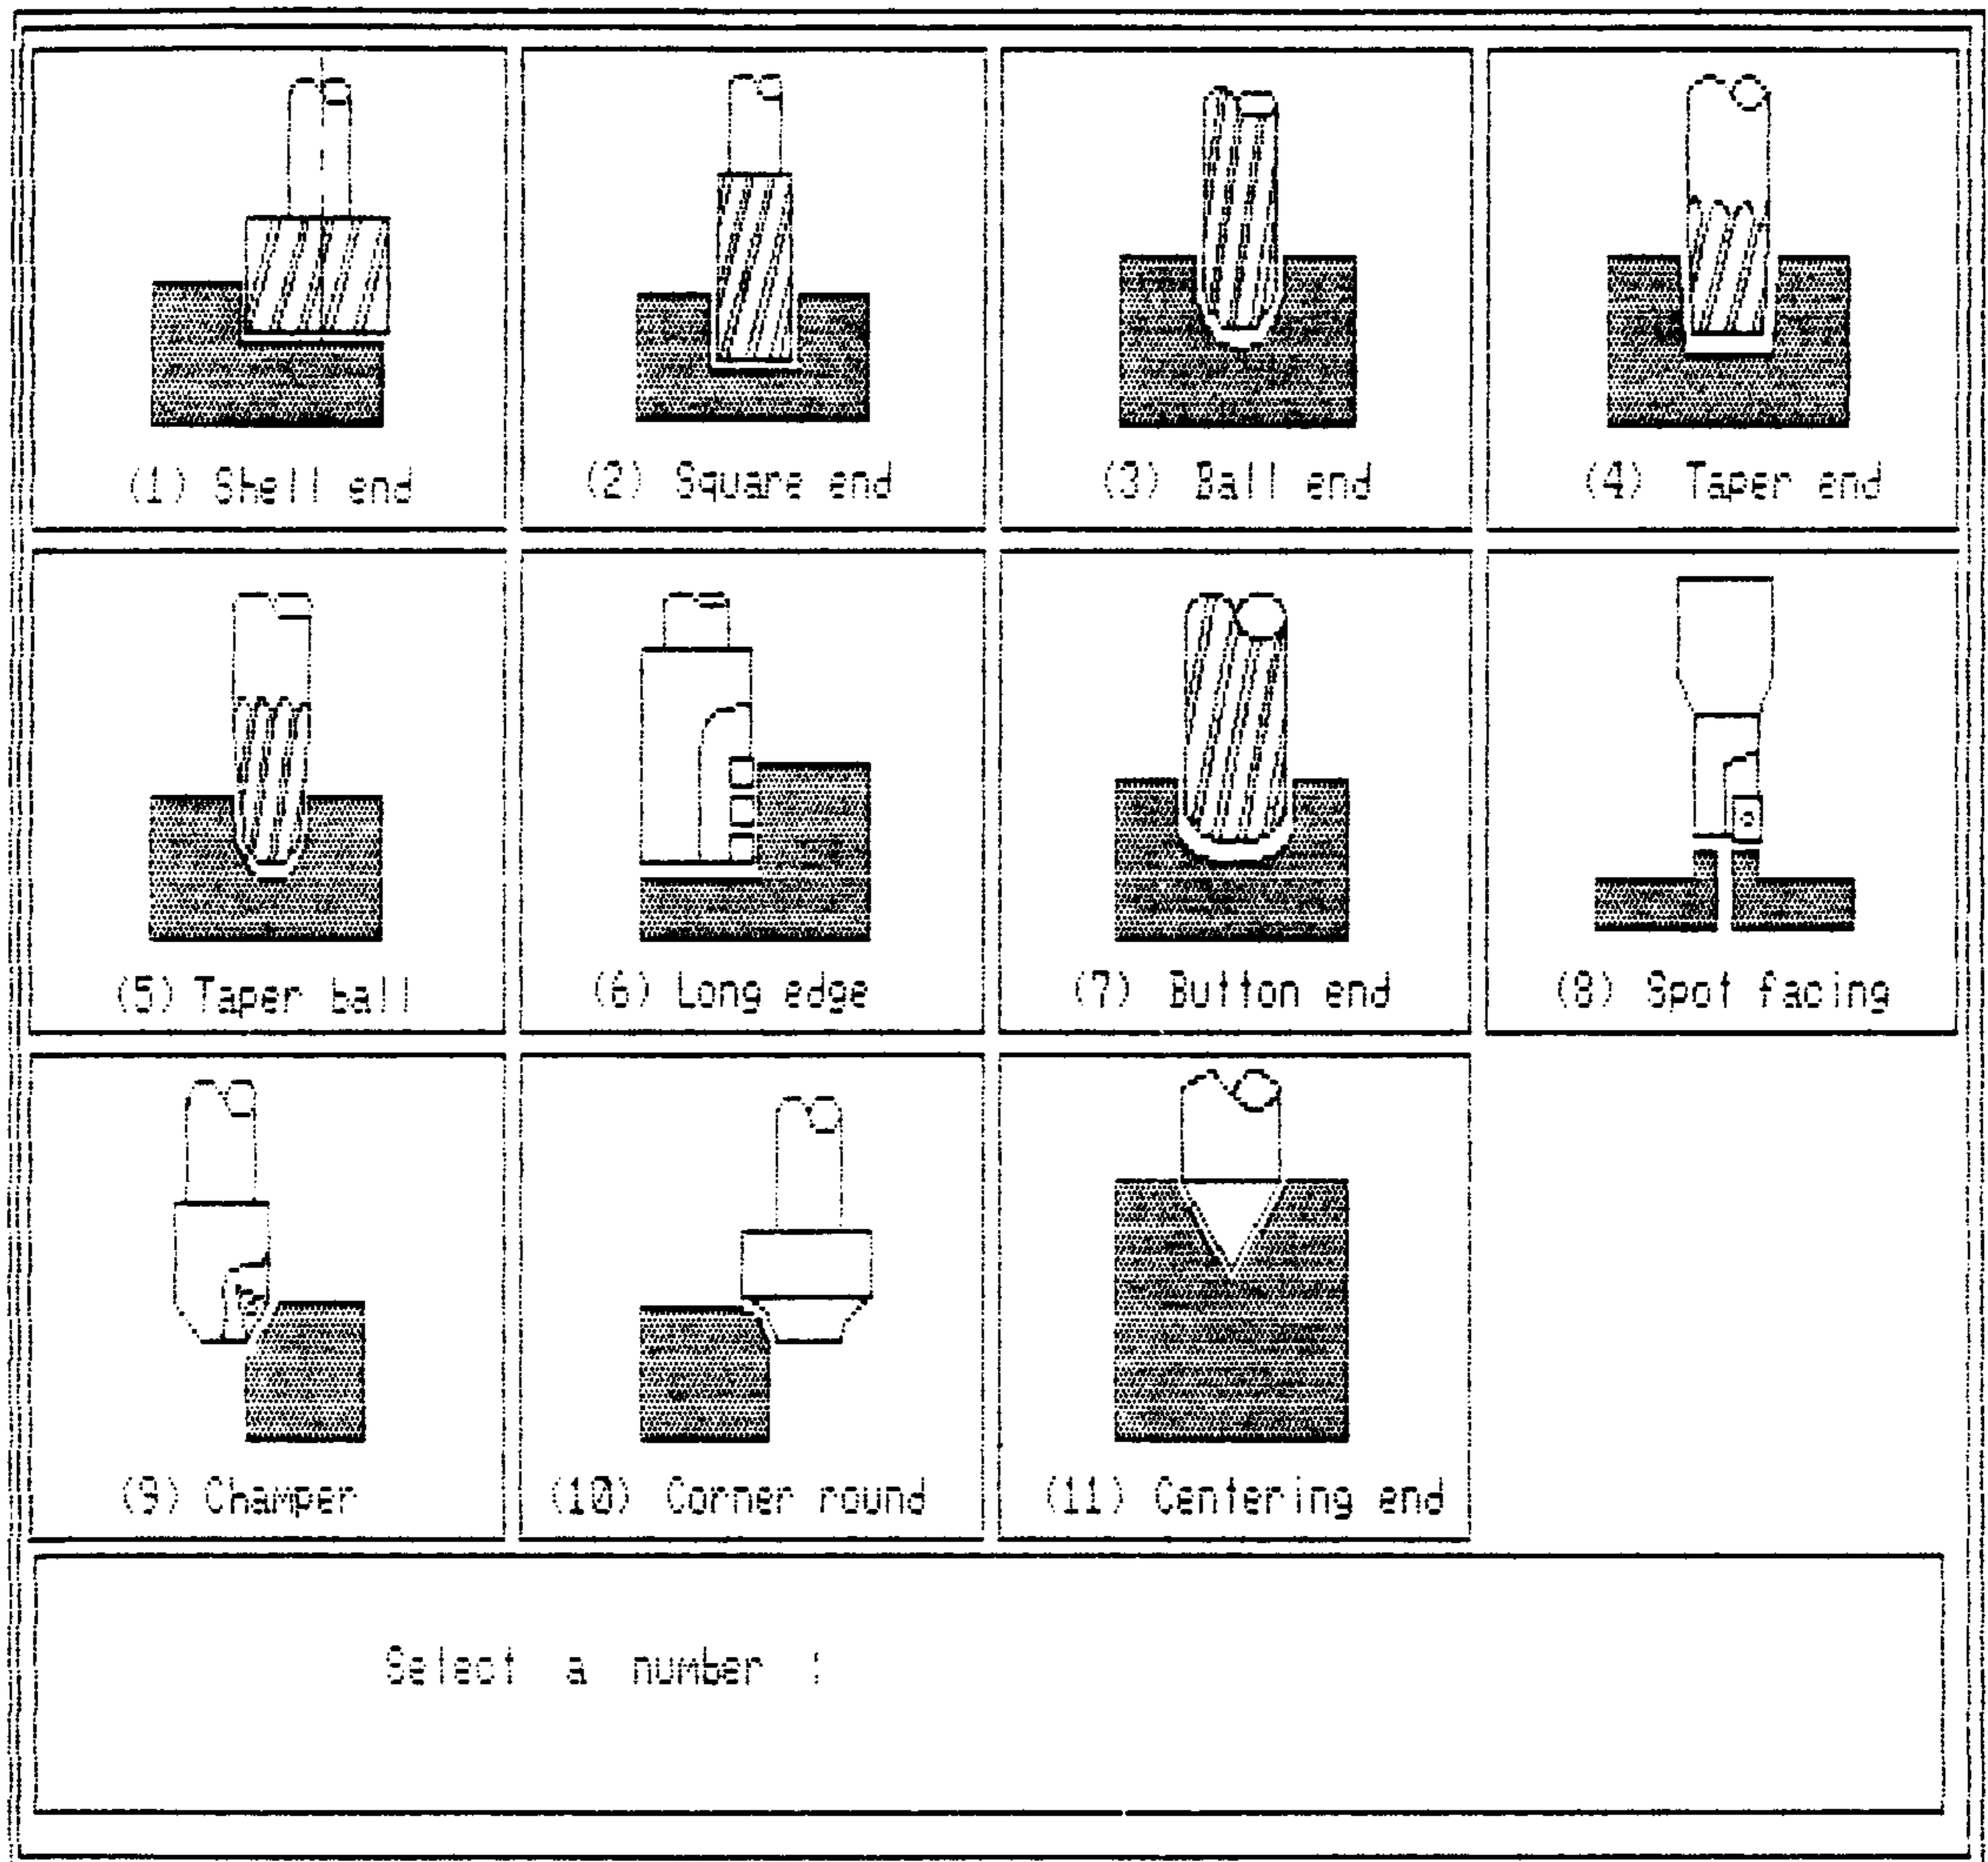 (1) Shell end
(2) Square end
(3) Ball end
(4) Taper end
(5) Taper ball
(6) Long edge
(7) Button end
(8) Spot facing
(9) Champer
(10) Corner round
(11) Centering end
Select a number :